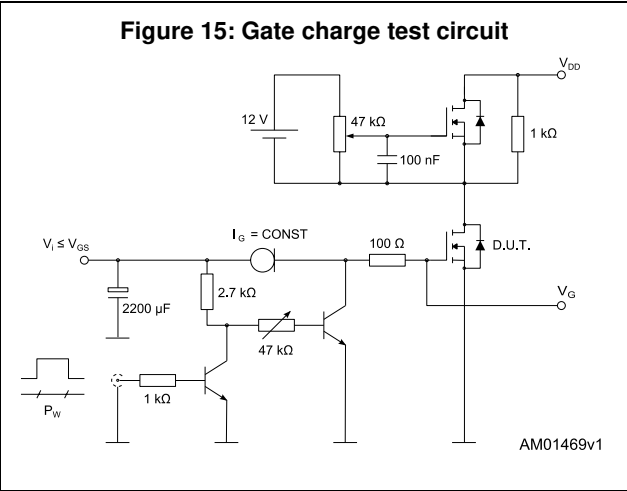 Figure 15: Gate charge test circuit
V_DD
12 V
47 kΩ
1 kΩ
100 nF
I_G = CONST
V_i ≤ V_GS
100 Ω
D.U.T.
2.7 kΩ
2200 μF
V_G
47 kΩ
1 kΩ
P_W
AM01469v1